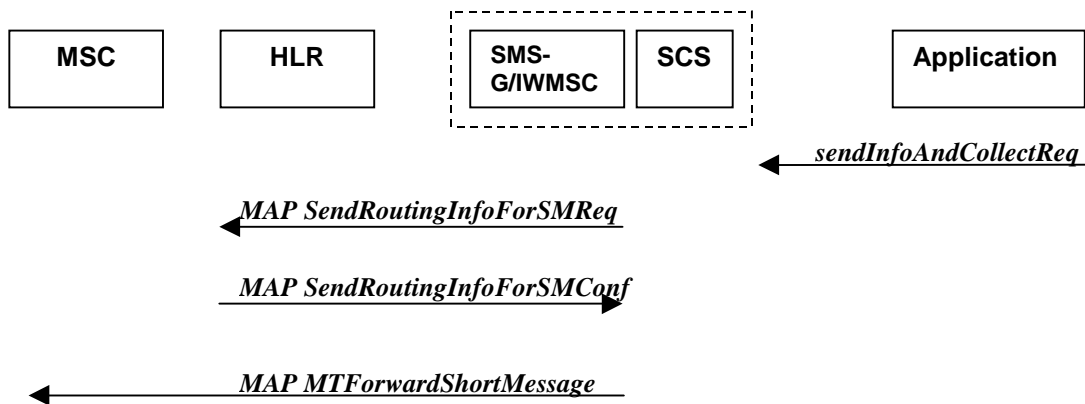 MSC
HLR
SMS-
G/IWMSC
SCS
Application
sendInfoAndCollectReq
MAP SendRoutingInfoForSMReq
MAP SendRoutingInfoForSMConf
MAP MTForwardShortMessage